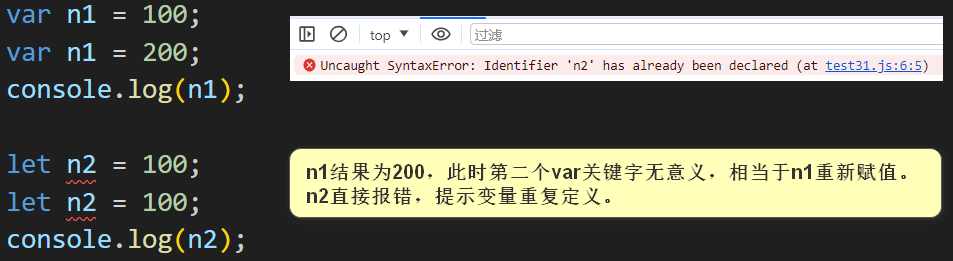 var n1 = 100;
var n1 = 200;
console.log(n1);
let n2 = 100;
let n2 = 100;
console.log(n2);
top
过滤
Uncaught SyntaxError: Identifier 'n2' has already been declared (at test31.js:6:5)
n1结果为200，此时第二个var关键字无意义，相当于n1重新赋值。
n2直接报错，提示变量重复定义。